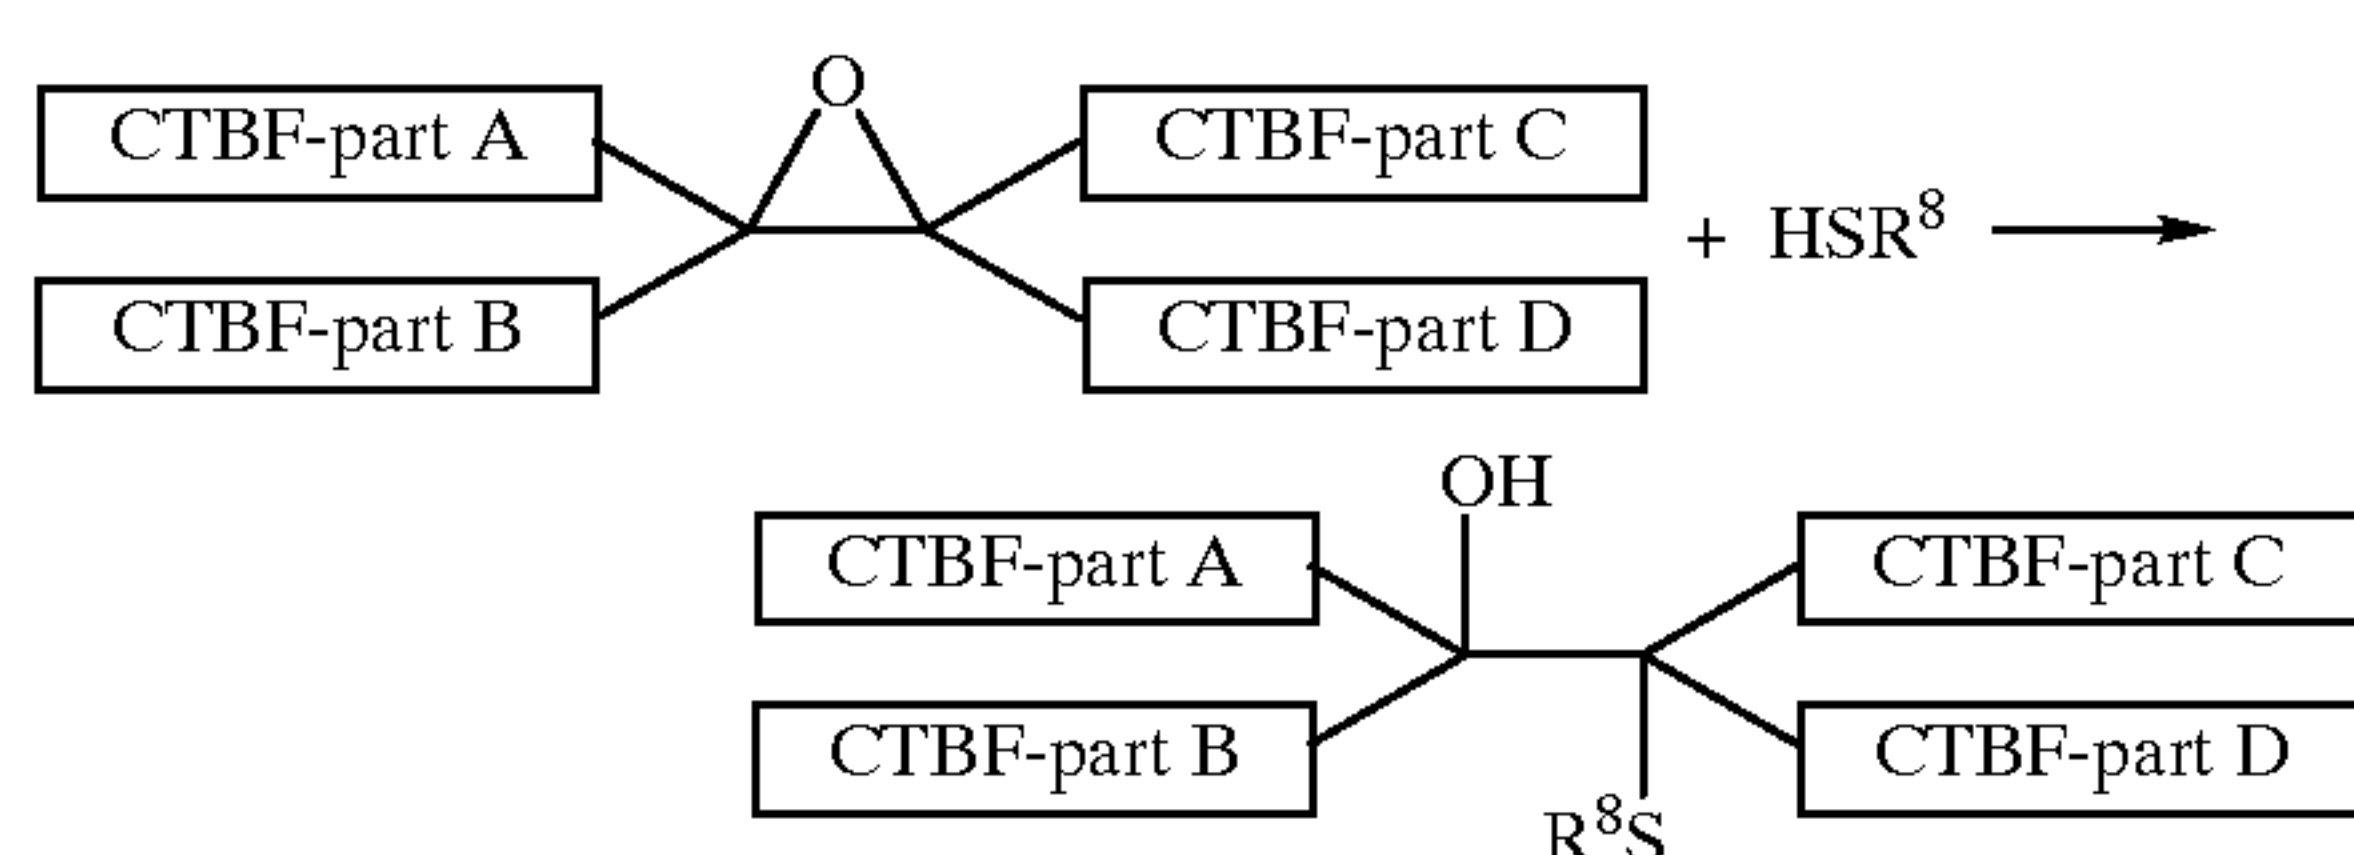 O
CTBF-part A
CTBF-part C
+ HSR⁸
CTBF-part B
CTBF-part D
OH
CTBF-part A
CTBF-part C
CTBF-part B
CTBF-part D
R⁸S